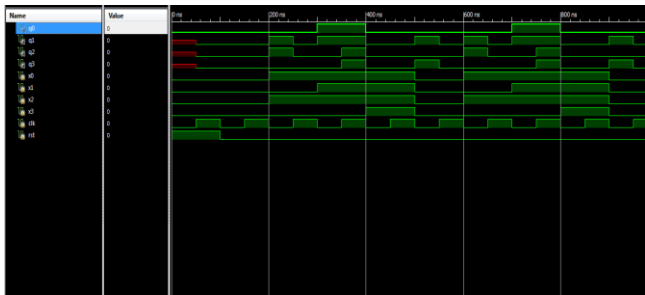 Name Value 0 ns 200 ns 400 ns 600 ns 800 ns
q0 0
q1 0
q2 0
q3 0
x0 0
x1 0
x2 0
x3 0
clk 0
rst 0